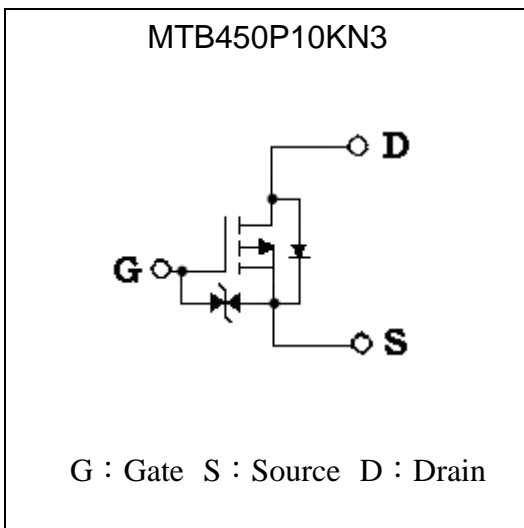 MTB450P10KN3
D
G
S
G：Gate S：Source D：Drain